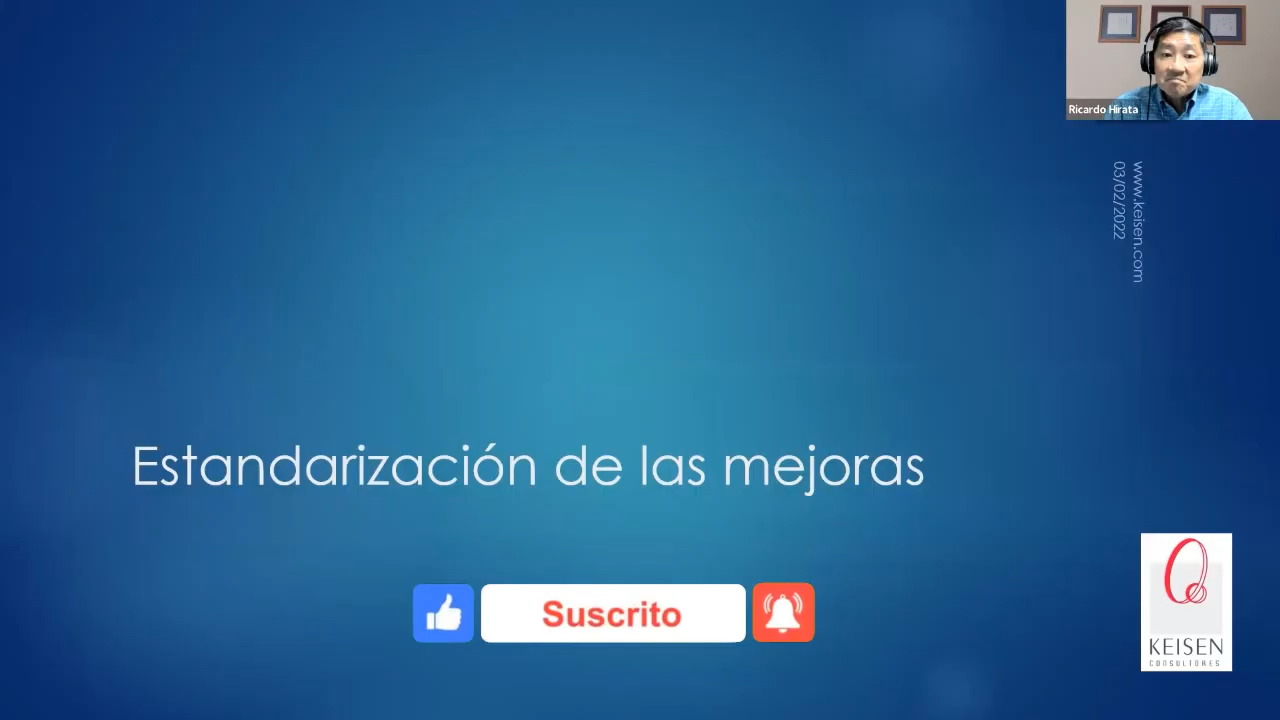 Ricardo Hirata
www.keisen.com
03/02/2022
Estandarización de las mejoras
Suscrito
KEISEN
CONSULTORES